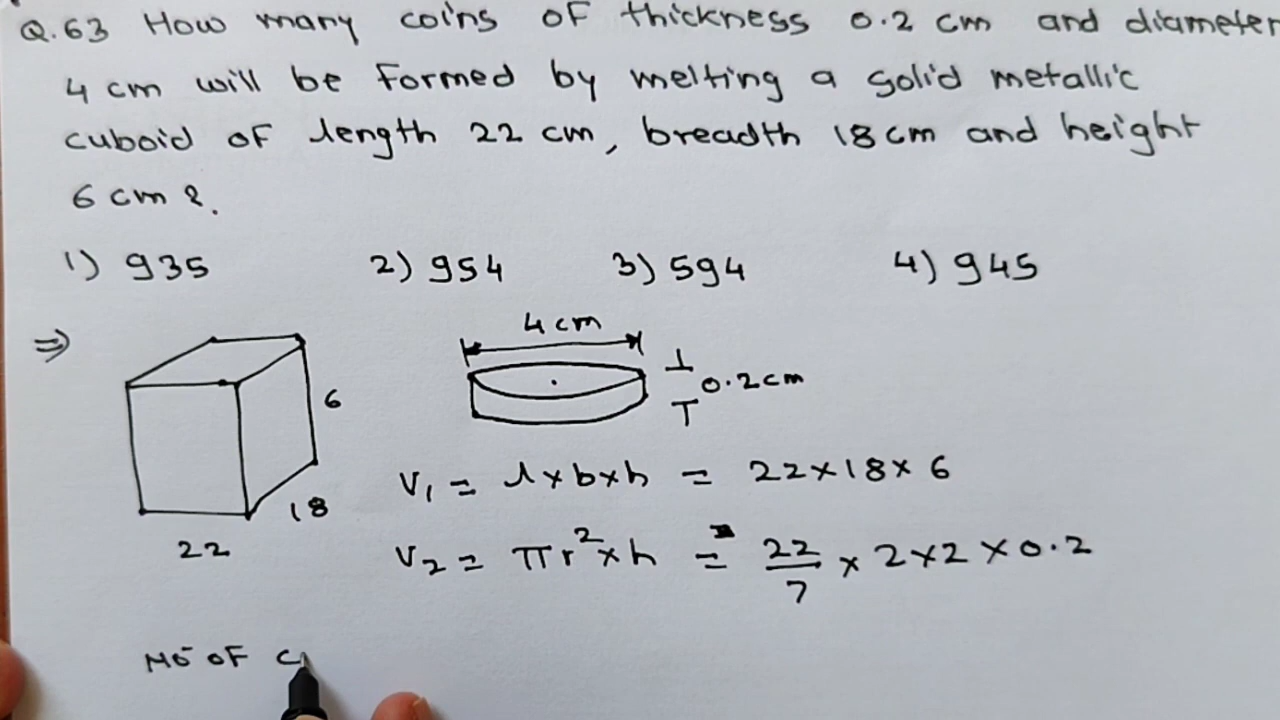 Q.63 How many coins of thickness 0.2 cm and diameter
4 cm will be formed by melting a solid metallic
cuboid of length 22 cm, breadth 18 cm and height
6 cm ?.
1) 935 2) 954 3) 594 4) 945
⇒
4 cm
0.2 cm
6
18
22
V₁ = l × b × h = 22 × 18 × 6
V₂ = πr² × h = 22/7 × 2 × 2 × 0.2
No of c